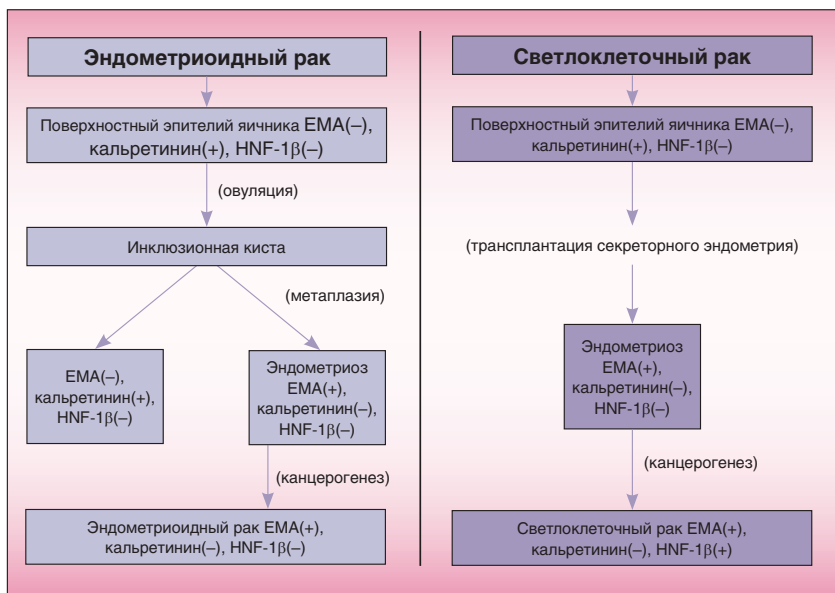 Эндометриоидный рак
Поверхностный эпителий яичника EMA(–),
кальретинин(+), HNF-1β(–)
(овуляция)
Инклюзионная киста
(метаплазия)
EMA(–),
кальретинин(+),
HNF-1β(–)
Эндометриоз
EMA(+),
кальретинин(–),
HNF-1β(–)
(канцерогенез)
Эндометриоидный рак EMA(+),
кальретинин(–), HNF-1β(–)
Светлоклеточный рак
Поверхностный эпителий яичника EMA(–),
кальретинин(+), HNF-1β(–)
(трансплантация секреторного эндометрия)
Эндометриоз
EMA(+),
кальретинин(–),
HNF-1β(–)
(канцерогенез)
Светлоклеточный рак EMA(+),
кальретинин(–), HNF-1β(+)